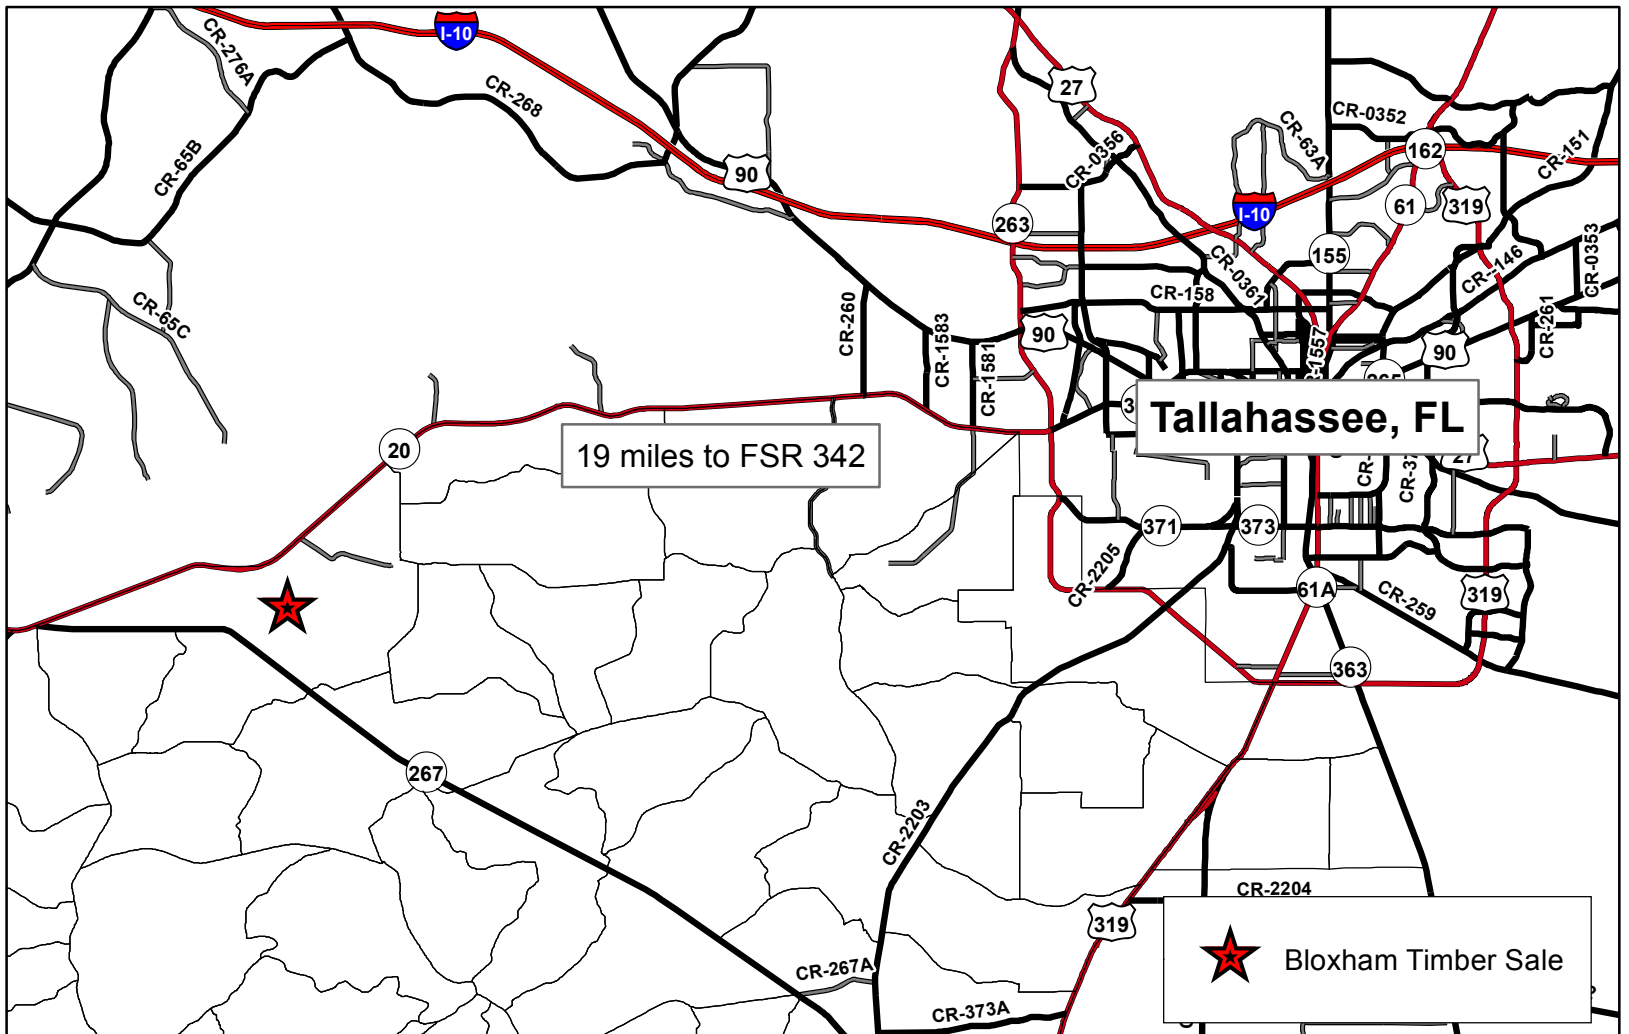 I-10
CR-276A
CR-268
27
CR-0352
CR-63A
162
CR-151
CR-0356
CR-65B
90
I-10
61
319
263
155
CR-0353
CR-146
CR-0361
CR-158
CR-65C
CR-260
CR-1583
CR-1581
90
CR-261
90
Tallahassee, FL
20
19 miles to FSR 342
27
371
373
CR-2205
61A
CR-259
319
363
267
CR-2203
CR-2204
319
CR-267A
CR-373A
Bloxham Timber Sale